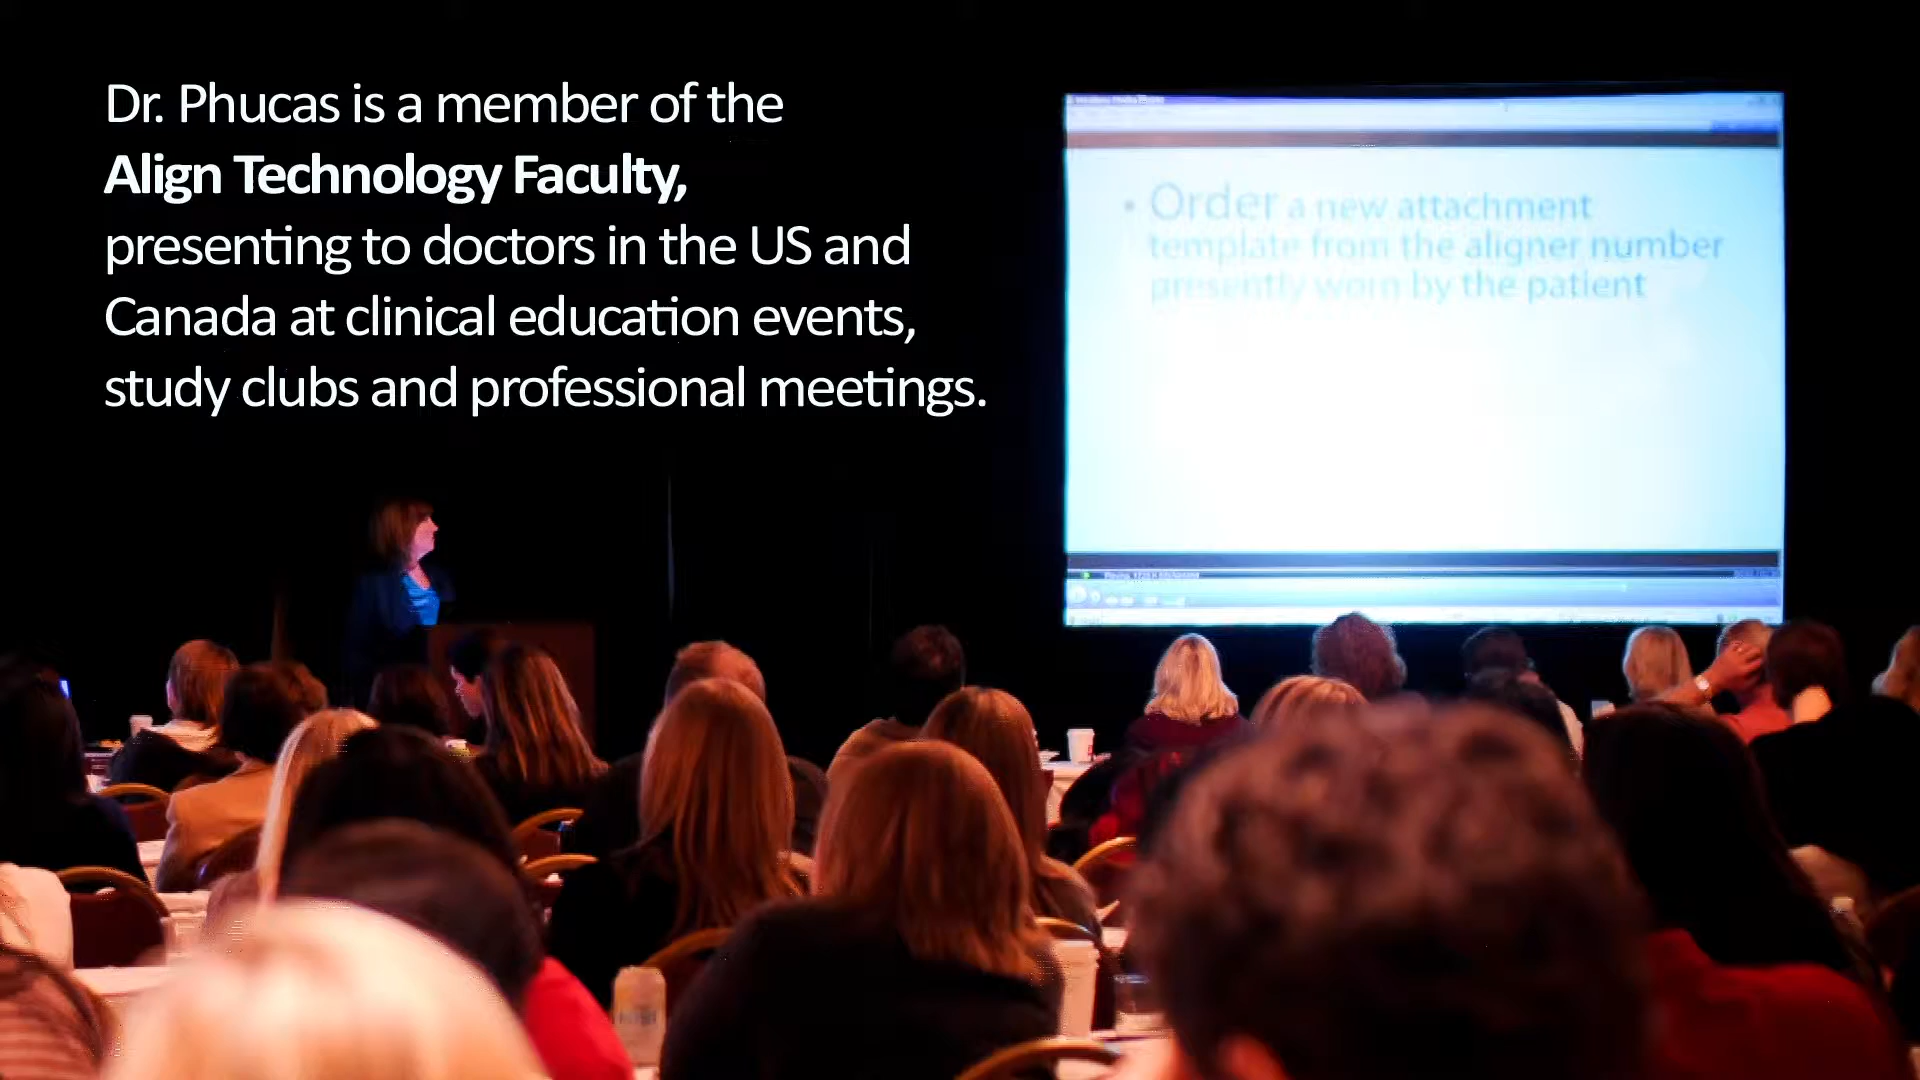 Dr. Phucas is a member of the
Align Technology Faculty,
presenting to doctors in the US and
Canada at clinical education events,
study clubs and professional meetings.
• Order a new attachment
template from the aligner number
presently worn by the patient